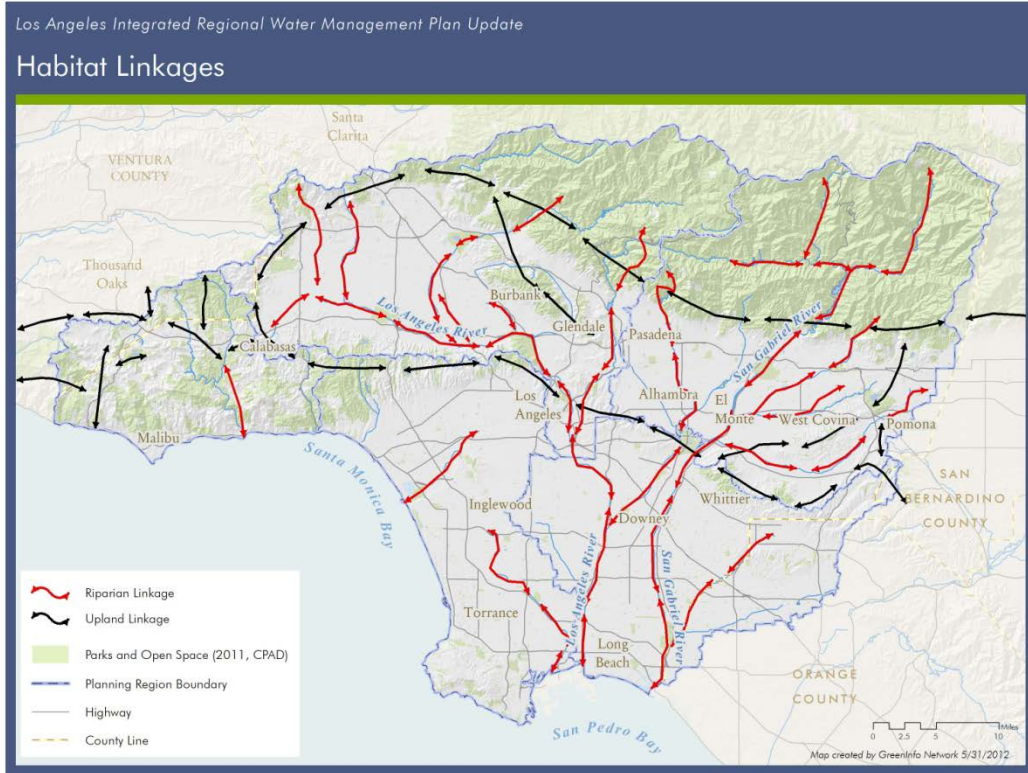 Los Angeles Integrated Regional Water Management Plan Update
Habitat Linkages
Santa
Clarita
VENTURA
COUNTY
Thousand
Oaks
Burbank
Los Angeles River
Glendale
Pasadena
San Gabriel River
Calabasas
Alhambra
El
Monte
West Covina
Pomona
Los
Angeles
Malibu
Santa Monica Bay
SAN
BERNARDINO
COUNTY
Inglewood
Whittier
Downey
Los Angeles River
San Gabriel River
Torrance
Long
Beach
ORANGE
COUNTY
San Pedro Bay
Riparian Linkage
Upland Linkage
Parks and Open Space (2011, CPAD)
Planning Region Boundary
Highway
County Line
Miles
0 2.5 5 10
Map created by GreenInfo Network 5/31/2012